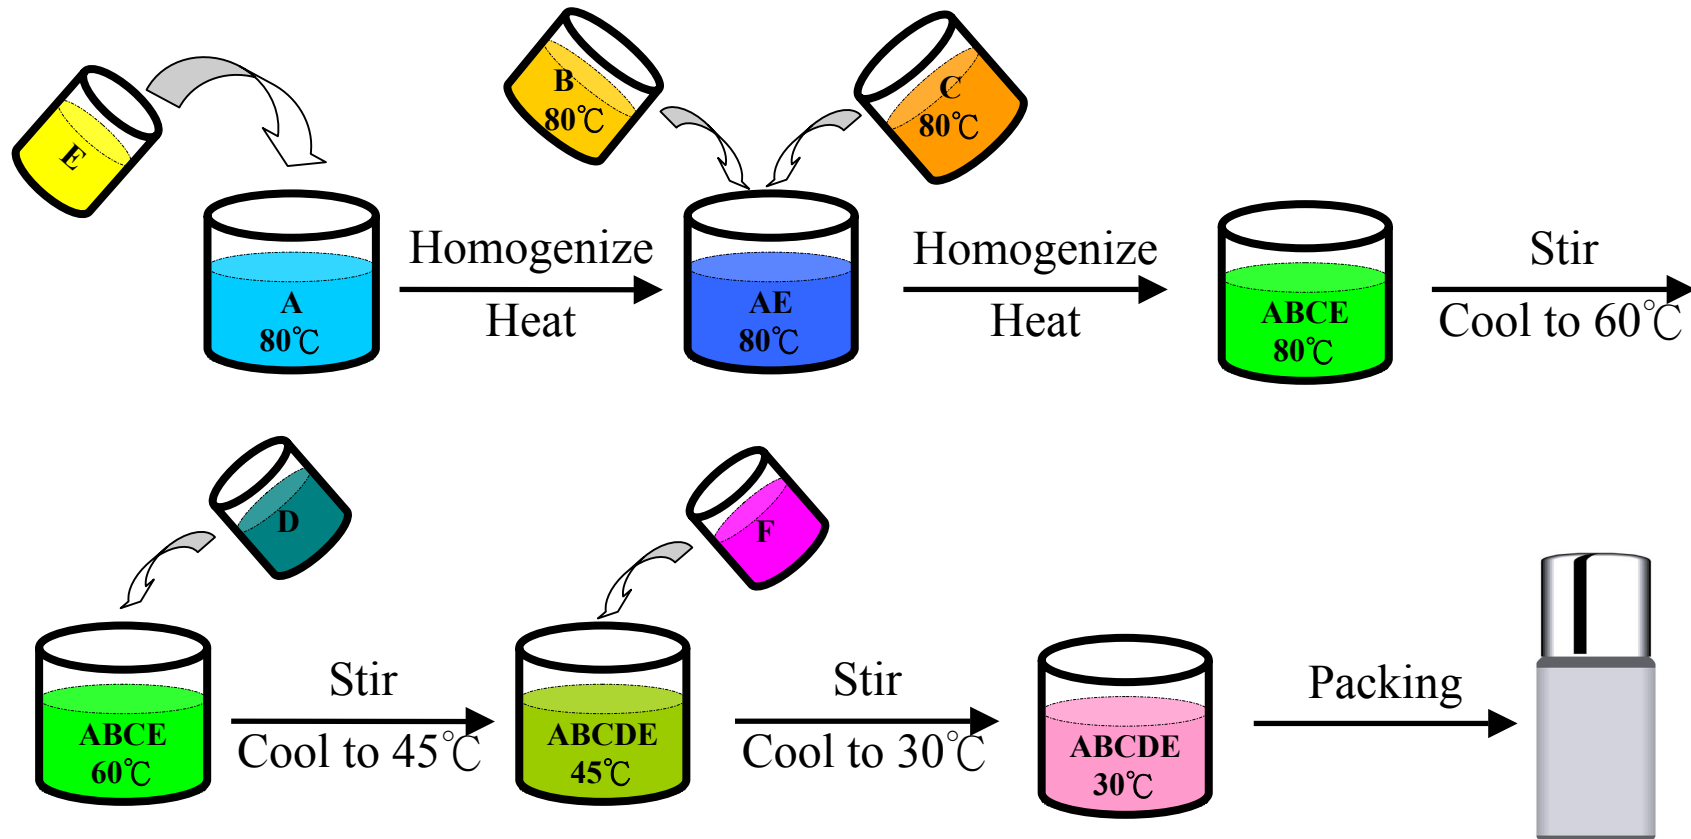 E
B
80℃
C
80℃
A
80℃
Homogenize
Heat
AE
80℃
Homogenize
Heat
ABCE
80℃
Stir
Cool to 60℃
D
F
ABCE
60℃
Stir
Cool to 45℃
ABCDE
45℃
Stir
Cool to 30℃
ABCDE
30℃
Packing